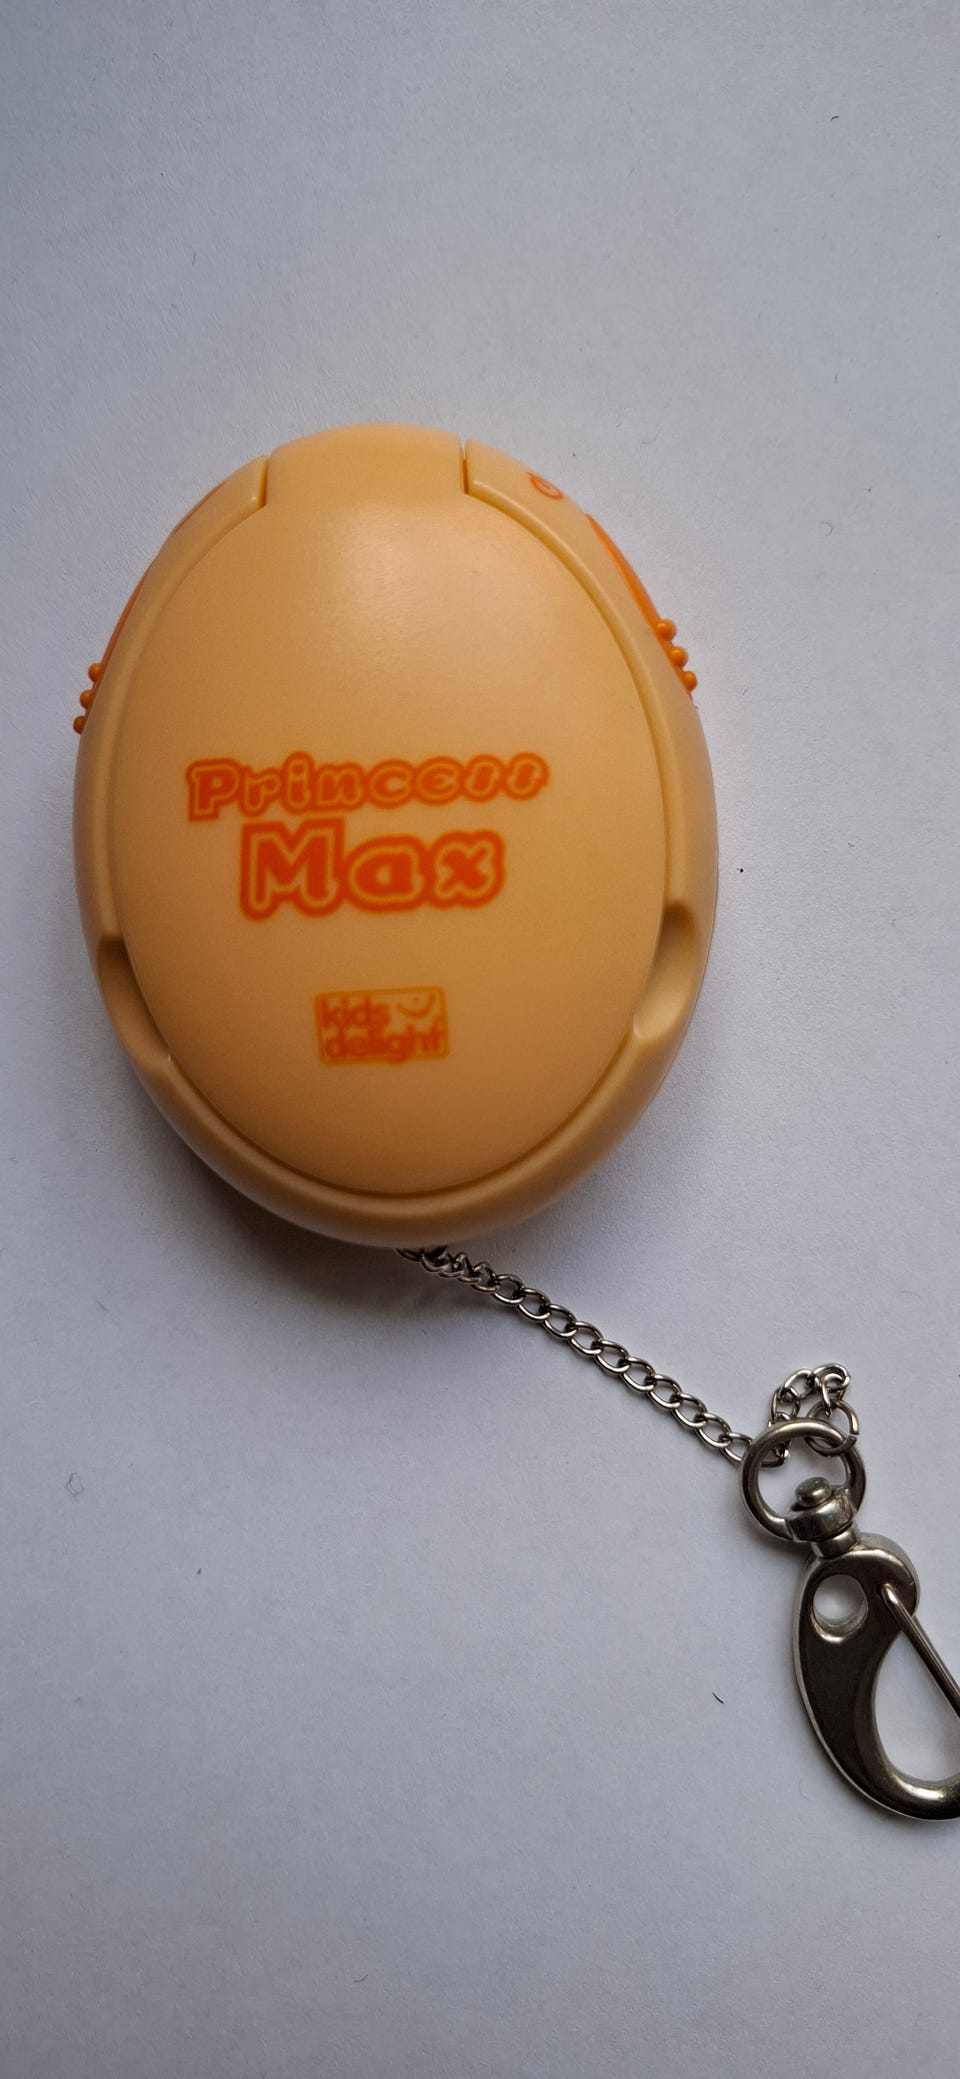 Princess
Max
kids
delight